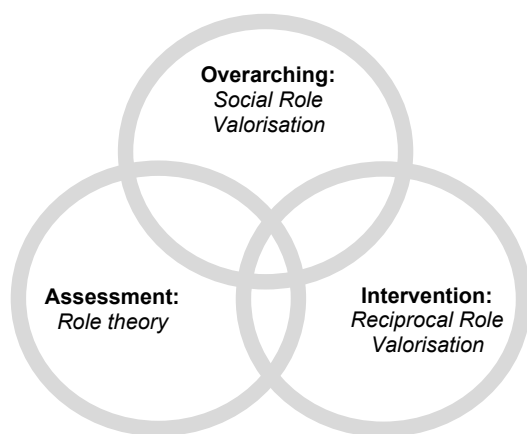 Overarching:
Social Role
Valorisation
Assessment:
Role theory
Intervention:
Reciprocal Role
Valorisation